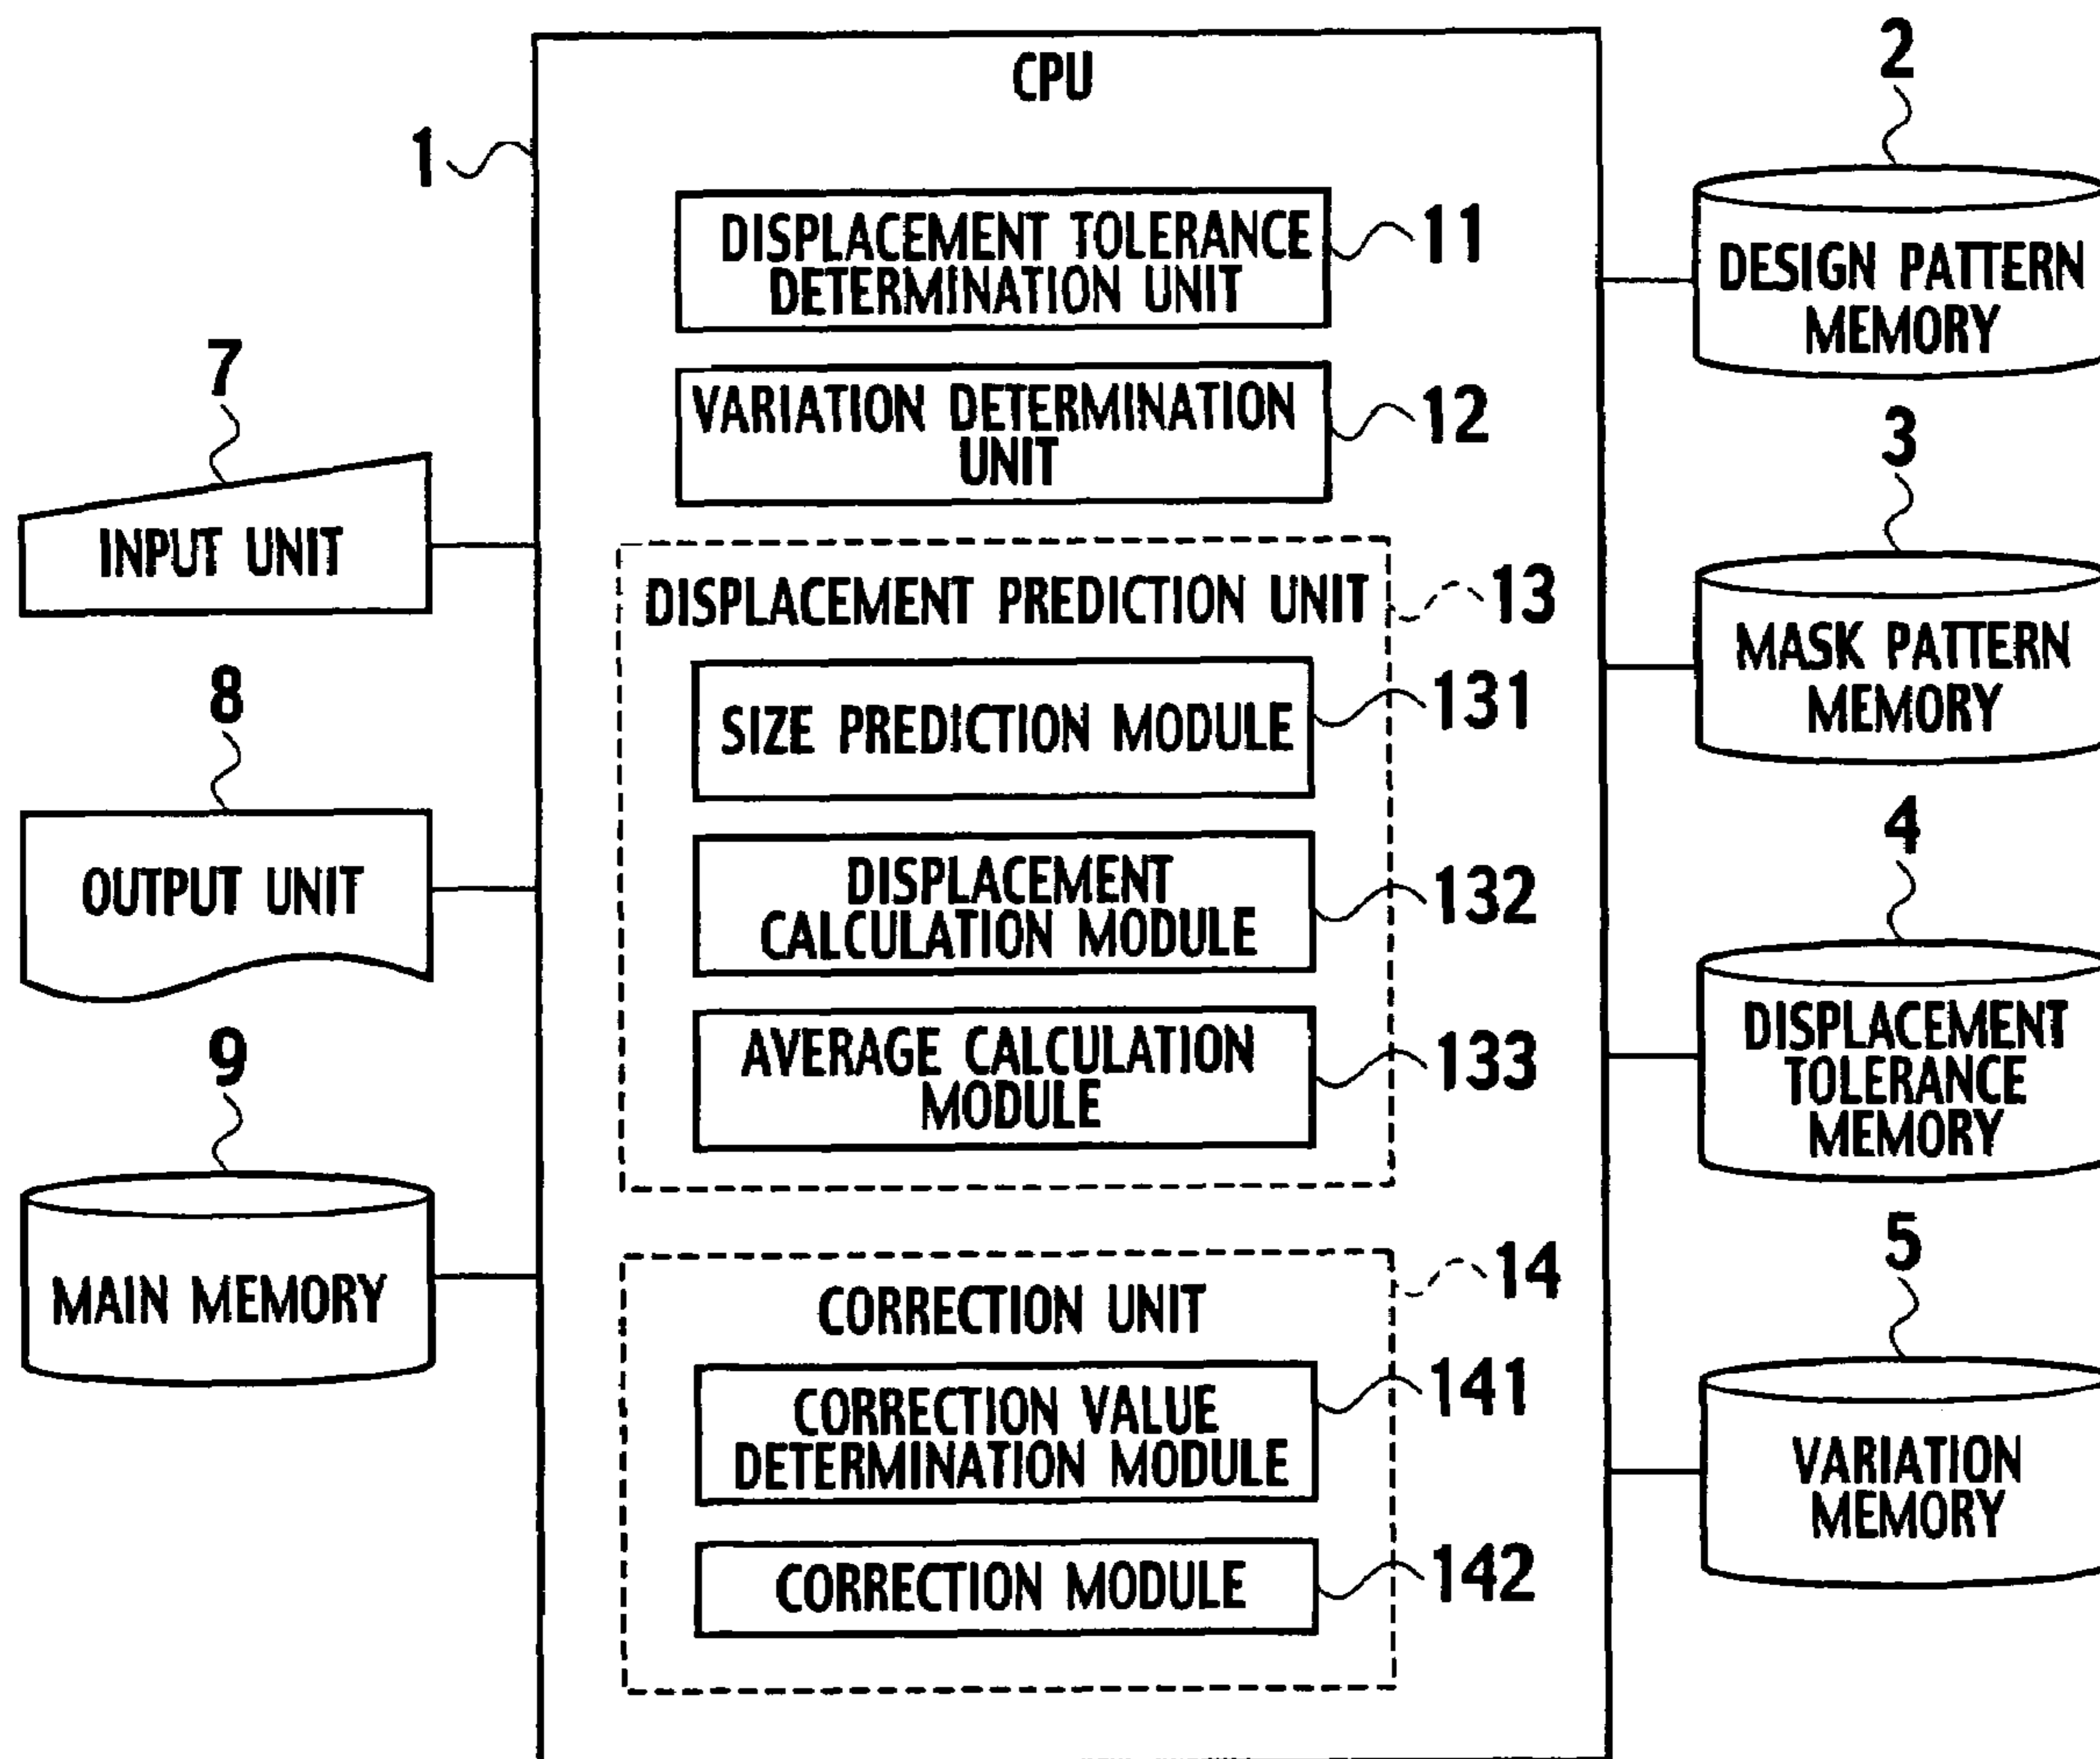 CPU
1
DISPLACEMENT TOLERANCE
DETERMINATION UNIT
11
VARIATION DETERMINATION
UNIT
12
DISPLACEMENT PREDICTION UNIT
13
SIZE PREDICTION MODULE
131
DISPLACEMENT
CALCULATION MODULE
132
AVERAGE CALCULATION
MODULE
133
CORRECTION UNIT
14
CORRECTION VALUE
DETERMINATION MODULE
141
CORRECTION MODULE
142
7
INPUT UNIT
8
OUTPUT UNIT
9
MAIN MEMORY
2
DESIGN PATTERN
MEMORY
3
MASK PATTERN
MEMORY
4
DISPLACEMENT
TOLERANCE
MEMORY
5
VARIATION
MEMORY